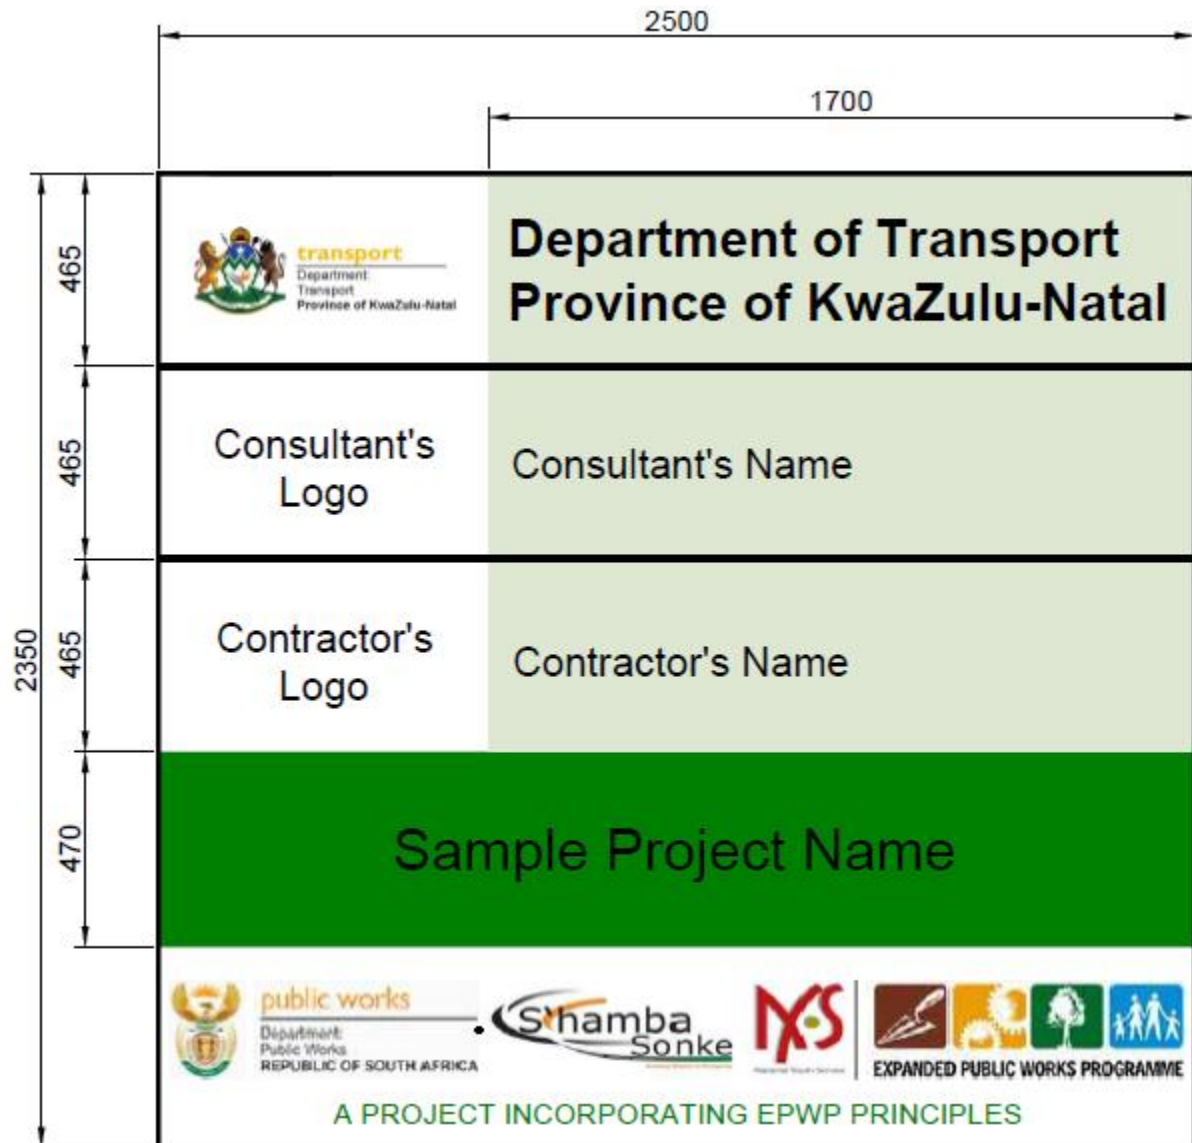 2500
1700
2350
465
transport
Department:
Transport
Province of KwaZulu-Natal
Department of Transport
Province of KwaZulu-Natal
465
Consultant's
Logo
Consultant's Name
465
Contractor's
Logo
Contractor's Name
470
Sample Project Name
public works
Department:
Public Works
REPUBLIC OF SOUTH AFRICA
S'hamba
Sonke
NYS
EXPANDED PUBLIC WORKS PROGRAMME
A PROJECT INCORPORATING EPWP PRINCIPLES